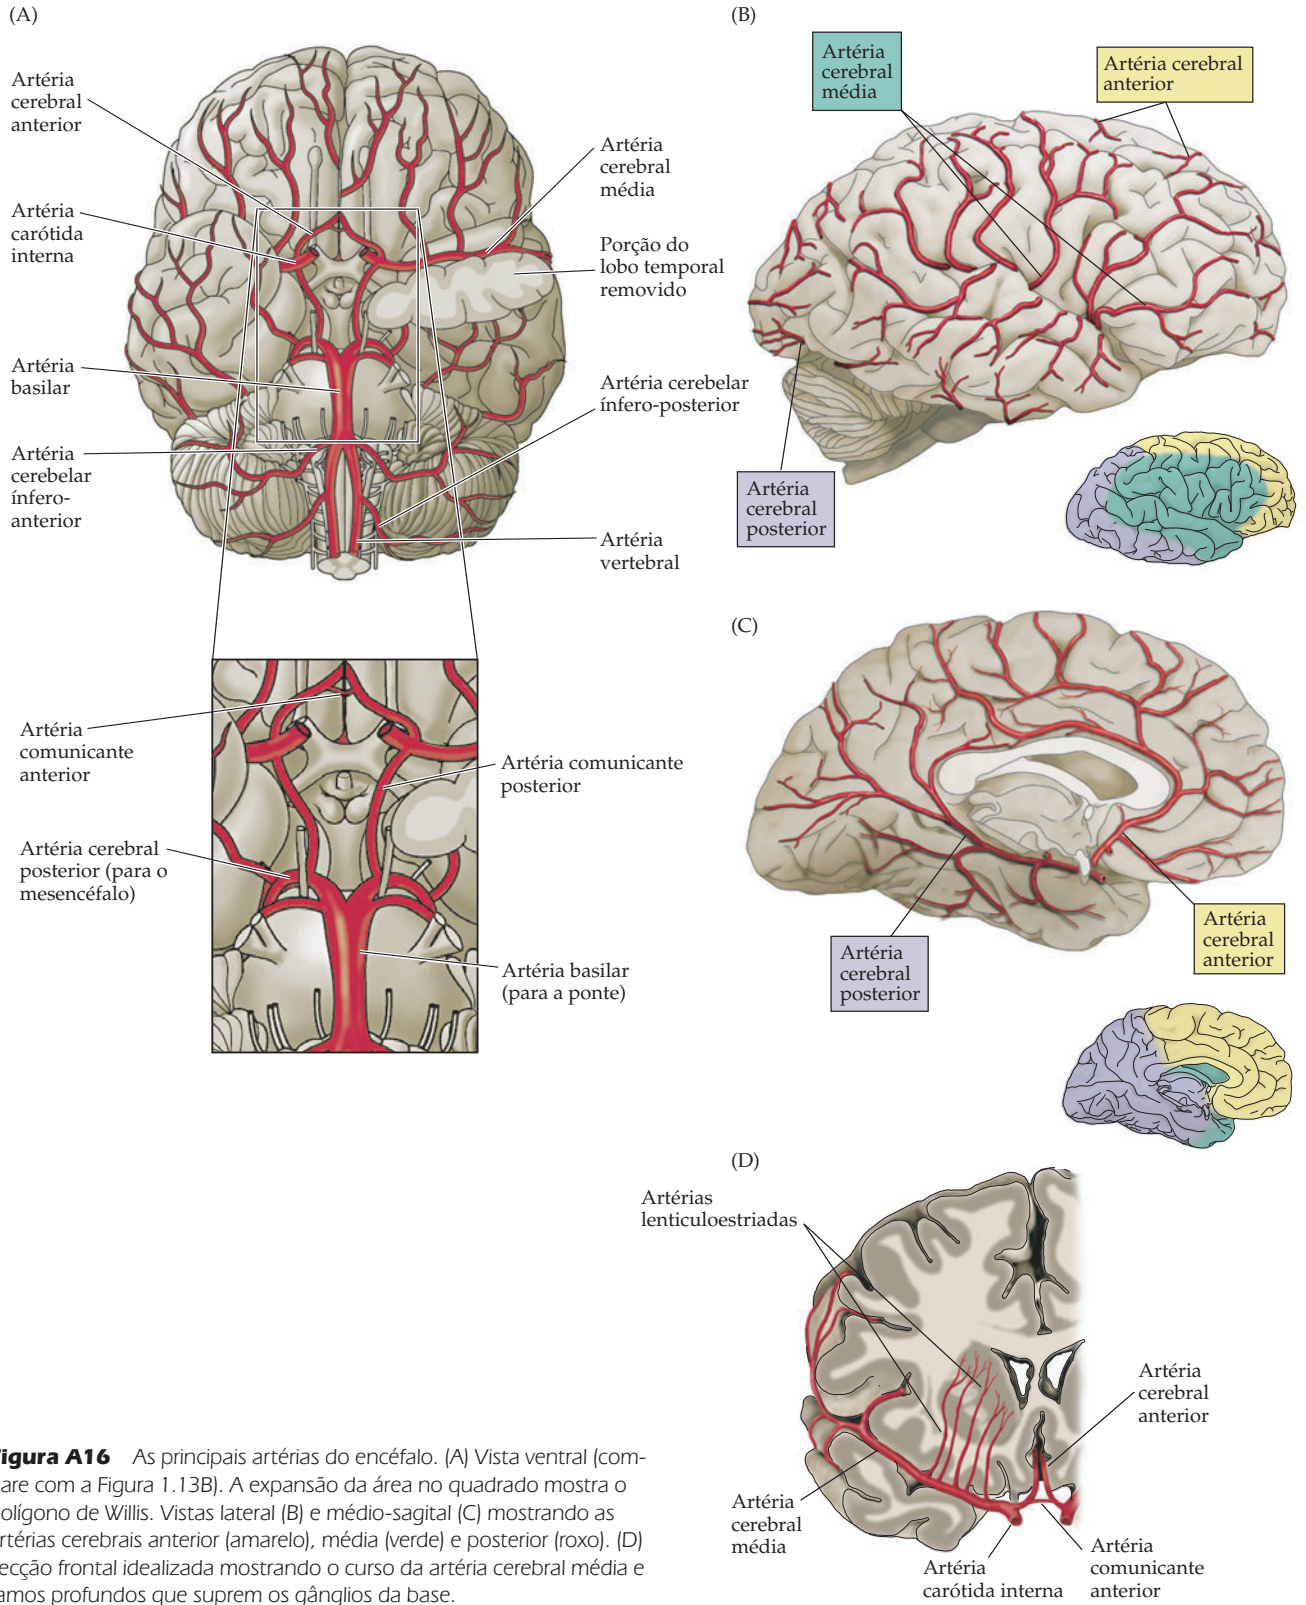 (A)
Artéria
cerebral
anterior
Artéria
carótida
interna
Artéria
basilar
Artéria
cerebelar
ínfero-
anterior
Artéria
cerebral
média
Porção do
lobo temporal
removido
Artéria cerebelar
ínfero-posterior
Artéria
vertebral
Artéria
comunicante
anterior
Artéria cerebral
posterior (para o
mesencéfalo)
Artéria comunicante
posterior
Artéria basilar
(para a ponte)
(B)
Artéria
cerebral
média
Artéria cerebral
anterior
Artéria
cerebral
posterior
(C)
Artéria
cerebral
posterior
Artéria
cerebral
anterior
(D)
Artérias
lenticuloestriadas
Artéria
cerebral
anterior
Artéria
cerebral
média
Artéria
carótida interna
Artéria
comunicante
anterior
igura A16 As principais artérias do encéfalo. (A) Vista ventral (com-
are com a Figura 1.13B). A expansão da área no quadrado mostra o
olígono de Willis. Vistas lateral (B) e médio-sagital (C) mostrando as
rtérias cerebrais anterior (amarelo), média (verde) e posterior (roxo). (D)
ecção frontal idealizada mostrando o curso da artéria cerebral média e
amos profundos que suprem os gânglios da base.